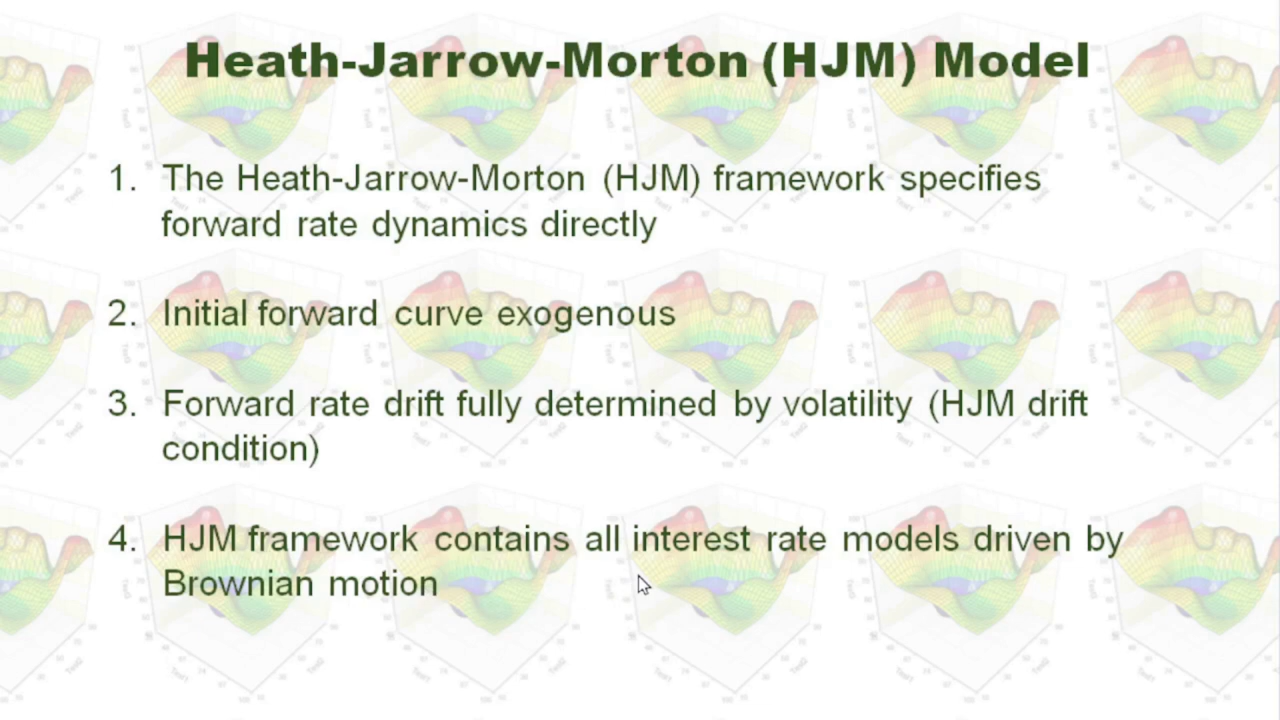 Heath-Jarrow-Morton (HJM) Model
1. The Heath-Jarrow-Morton (HJM) framework specifies
forward rate dynamics directly
2. Initial forward curve exogenous
3. Forward rate drift fully determined by volatility (HJM drift
condition)
4. HJM framework contains all interest rate models driven by
Brownian motion